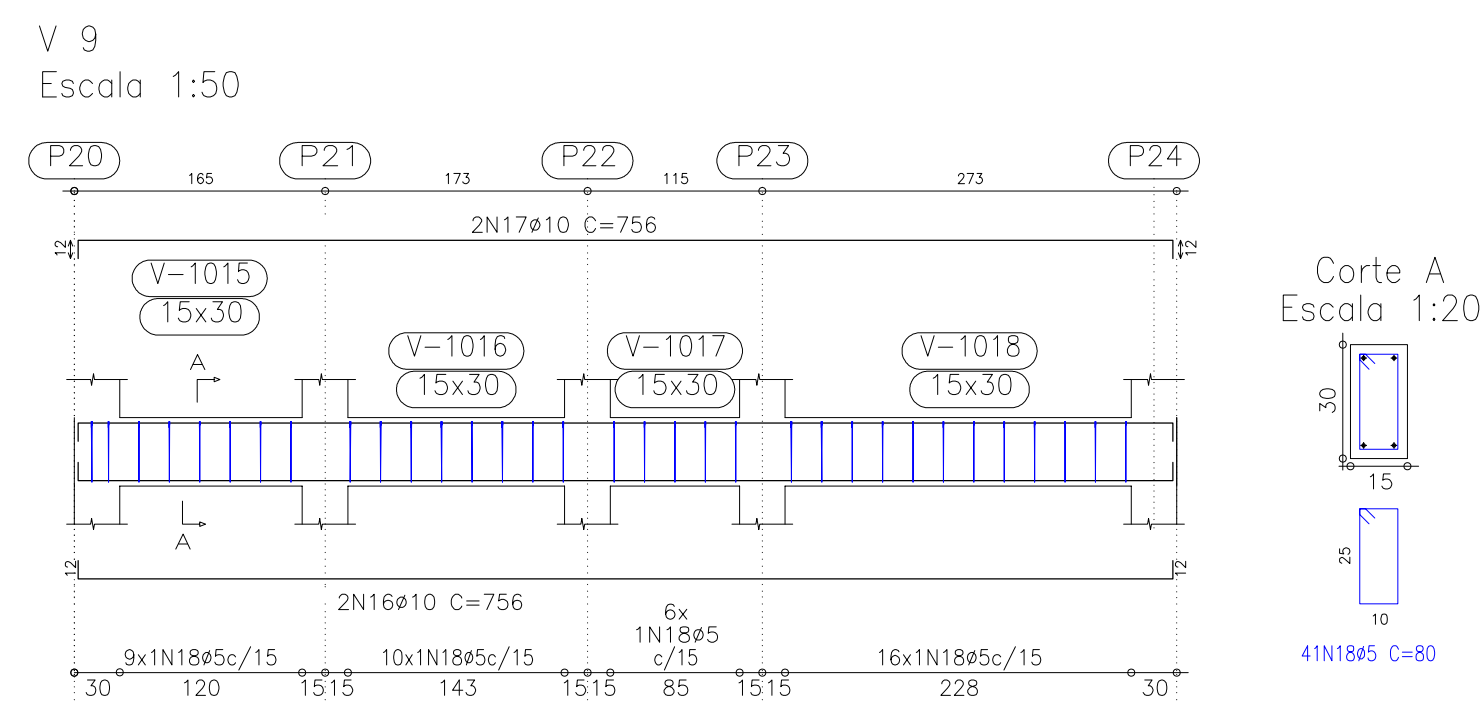 V 9
Escala 1:50
P20 P21 P22 P23 P24
165 173 115 273
2N17ø10 C=756
12 12
V-1015
15x30
V-1016 V-1017 V-1018
15x30 15x30 15x30
A
A
12 12
2N16ø10 C=756
6x
1N18ø5
c/15
9x1N18ø5c/15 10x1N18ø5c/15 16x1N18ø5c/15
30 120 15 15 143 15 15 85 15 15 228 30
Corte A
Escala 1:20
30
15
25
10
41N18ø5 C=80